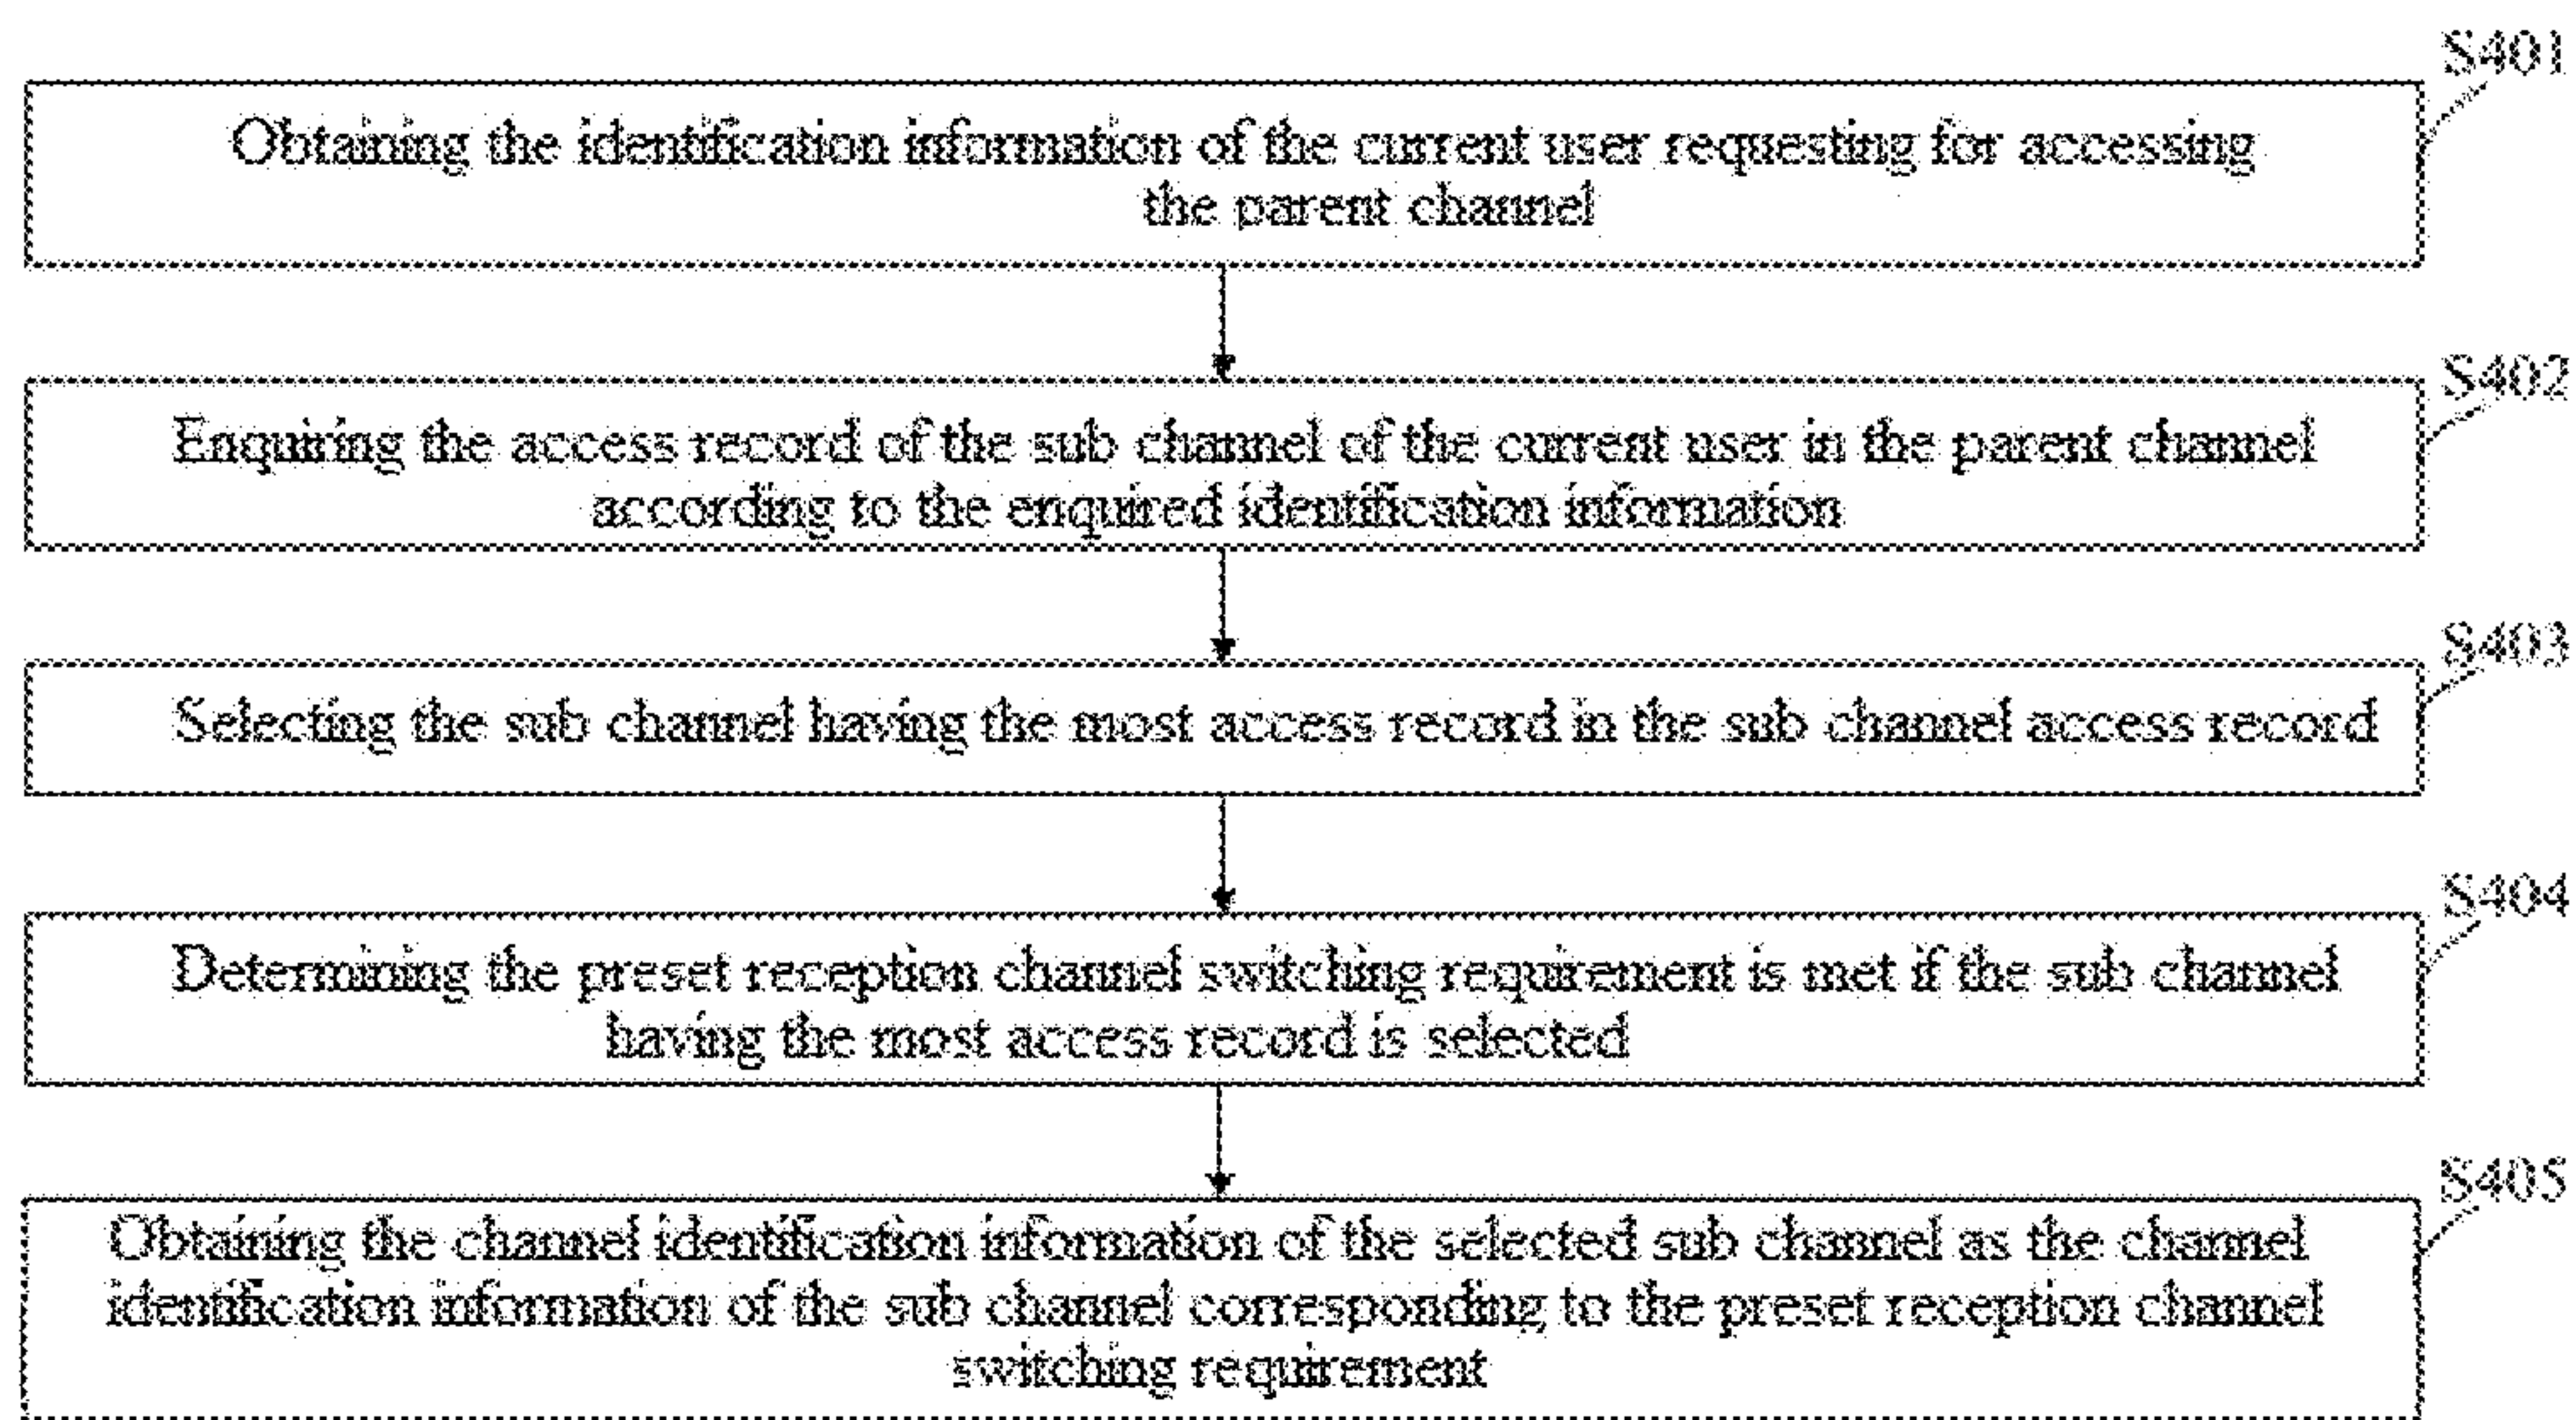 S401
Obtaining the identification information of the current user requesting for accessing
the parent channel
S402
Enquiring the access record of the sub channel of the current user in the parent channel
according to the enquired identification information
S403
Selecting the sub channel having the most access record in the sub channel access record
S404
Determining the preset reception channel switching requirement is met if the sub channel
having the most access record is selected
S405
Obtaining the channel identification information of the selected sub channel as the channel
identification information of the sub channel corresponding to the preset reception channel
switching requirement